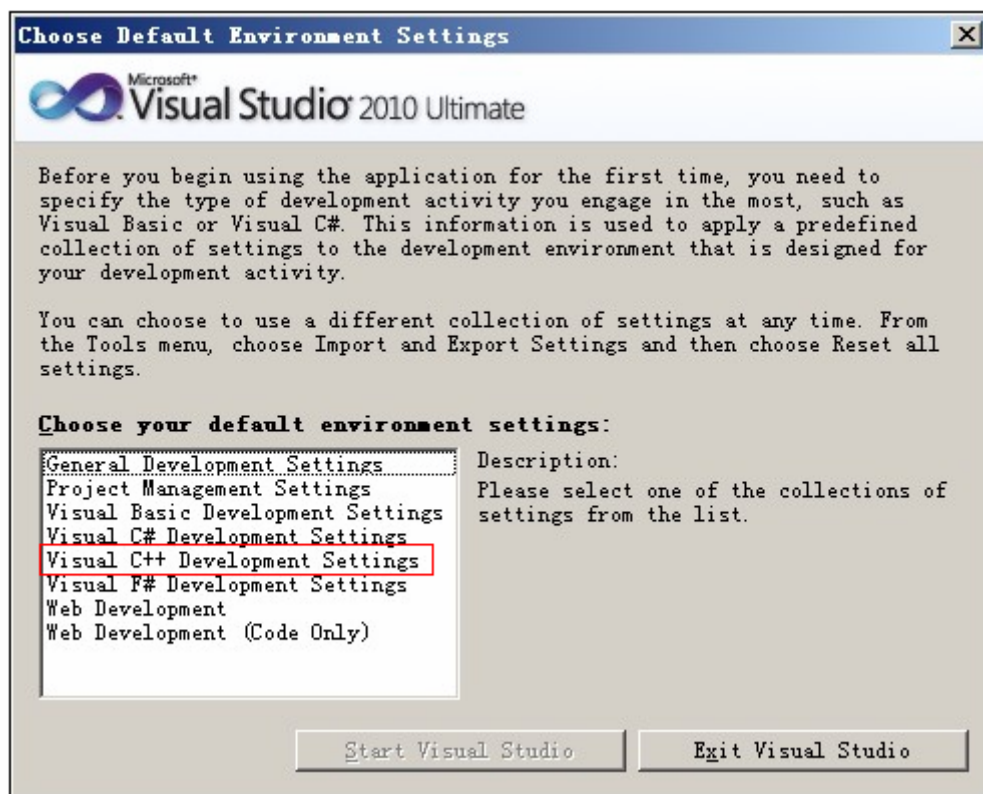 Choose Default Environment Settings
Microsoft®
Visual Studio® 2010 Ultimate
Before you begin using the application for the first time, you need to
specify the type of development activity you engage in the most, such as
Visual Basic or Visual C#. This information is used to apply a predefined
collection of settings to the development environment that is designed for
your development activity.
You can choose to use a different collection of settings at any time. From
the Tools menu, choose Import and Export Settings and then choose Reset all
settings.
Choose your default environment settings:
General Development Settings
Project Management Settings
Visual Basic Development Settings
Visual C# Development Settings
Visual C++ Development Settings
Visual F# Development Settings
Web Development
Web Development (Code Only)
Description:
Please select one of the collections of
settings from the list.
Start Visual Studio
Exit Visual Studio